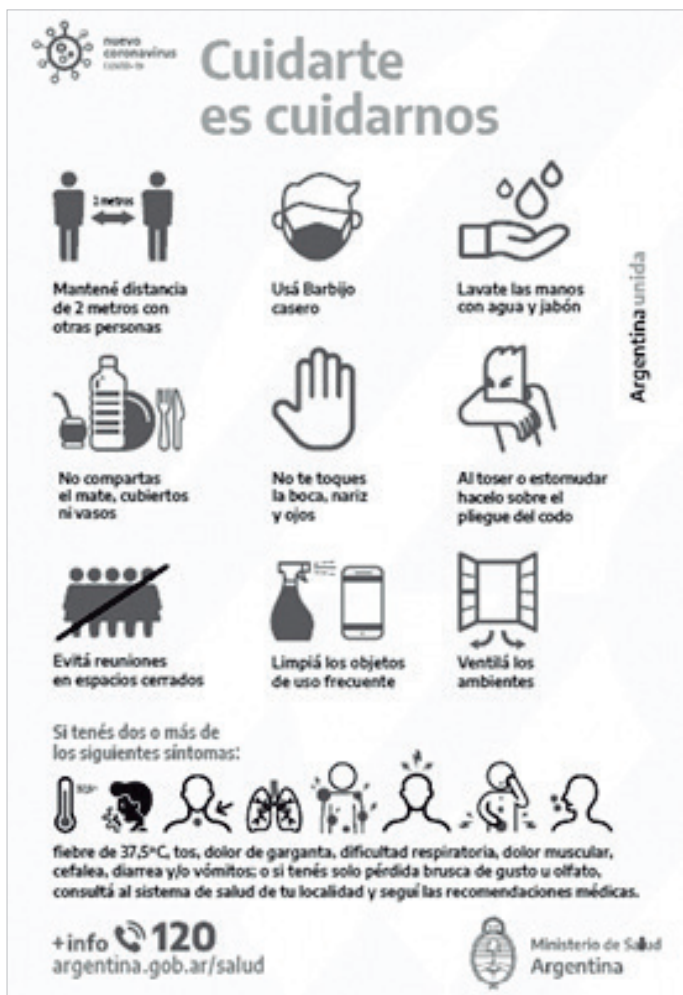 nuevo
coronavirus
COVID-19
Cuidarte
es cuidarnos
2 metros
Mantené distancia
de 2 metros con
otras personas
Usá Barbijo
casero
Lavate las manos
con agua y jabón
Argentina unida
No compartas
el mate, cubiertos
ni vasos
No te toques
la boca, nariz
y ojos
Al toser o estornudar
hacelo sobre el
pliegue del codo
Evitá reuniones
en espacios cerrados
Limpiá los objetos
de uso frecuente
Ventilá los
ambientes
Si tenés dos o más de
los siguientes síntomas:
fiebre de 37,5°C, tos, dolor de garganta, dificultad respiratoria, dolor muscular,
cefalea, diarrea y/o vómitos; o si tenés solo pérdida brusca de gusto u olfato,
consultá al sistema de salud de tu localidad y seguí las recomendaciones médicas.
+info 120
argentina.gob.ar/salud
Ministerio de Salud
Argentina